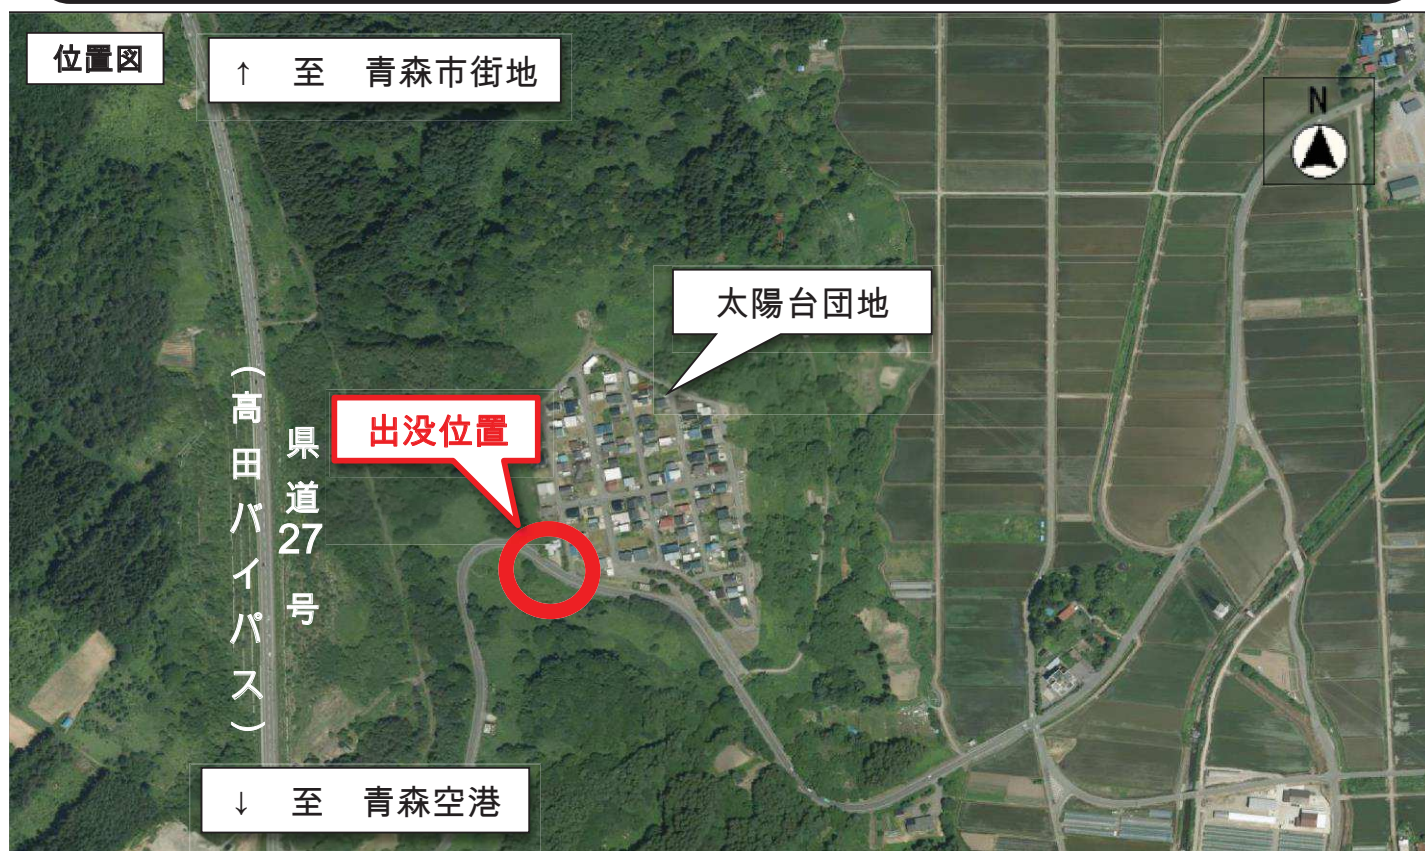 位置図
↑ 至 青森市街地
N
太陽台団地
出没位置
県道27号
(高田バイパス)
↓ 至 青森空港